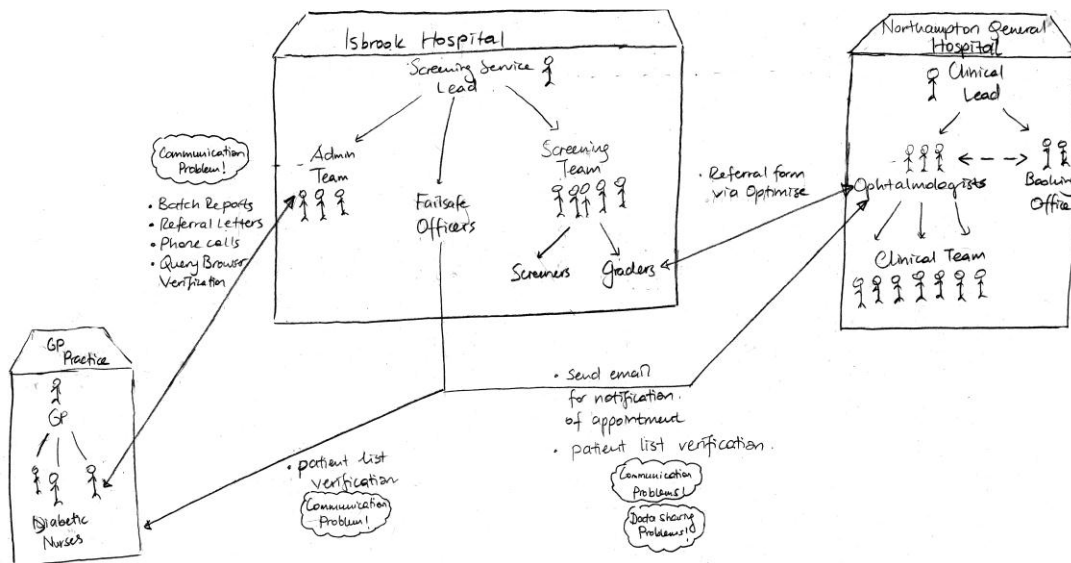 Isbrook Hospital
Screening Service
Lead
Admin
Team
Failsafe
Officers
Screening
Team
Screeners
Graders
Northampton General
Hospital
Clinical
Lead
Ophtalmologists
Booking
Office
Clinical Team
• Referral form
via Optimise
Communication
Problem!
• Batch Reports
• Referral Letters
• Phone calls
• Query Browser
Verification
GP
Practice
GP
Diabetic
Nurses
• patient list
verification
Communication
Problem!
• send email
for notification
of appointment
• patient list verification.
Communication
Problems!
Data sharing
Problems!